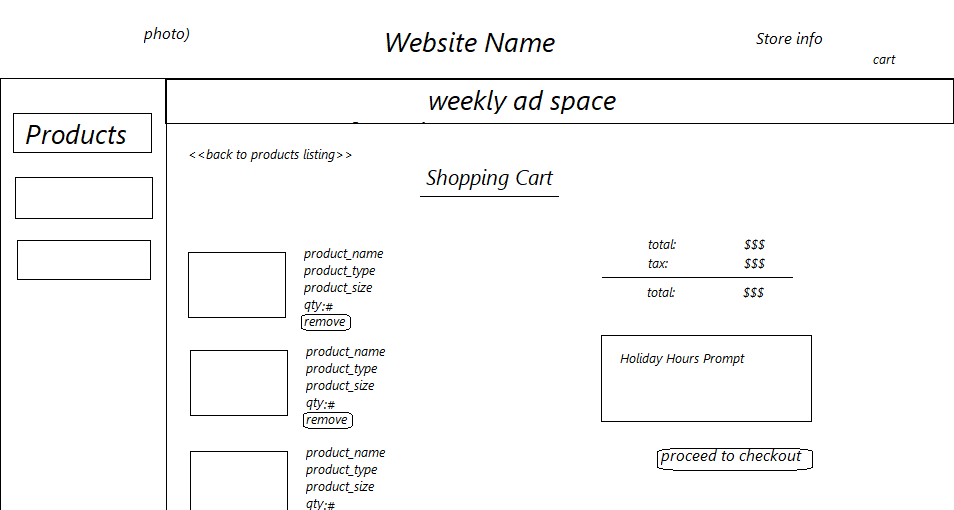 photo)
Website Name
Store info
cart
weekly ad space
Products
<<back to products listing>>
Shopping Cart
product_name
product_type
product_size
qty:#
remove
product_name
product_type
product_size
qty:#
remove
product_name
product_type
product_size
qty:#
total: $$$
tax: $$$
total: $$$
Holiday Hours Prompt
proceed to checkout